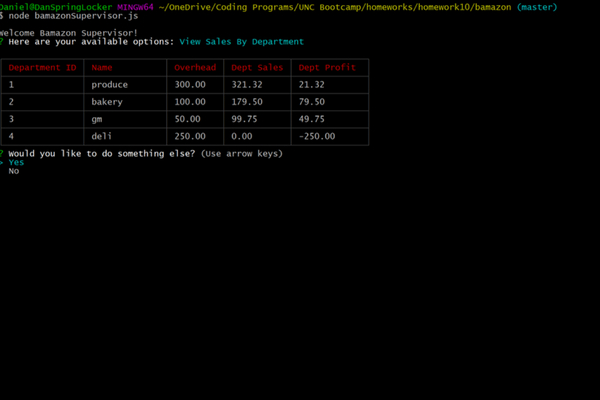 Daniel@DanSpringLocker MINGW64 ~/OneDrive/Coding Programs/UNC Bootcamp/homeworks/homework10/bamazon (master)
$ node bamazonSupervisor.js
Welcome Bamazon Supervisor!
? Here are your available options: View Sales By Department
Department ID Name Overhead Dept Sales Dept Profit
1 produce 300.00 321.32 21.32
2 bakery 100.00 179.50 79.50
3 gm 50.00 99.75 49.75
4 deli 250.00 0.00 -250.00
? Would you like to do something else? (Use arrow keys)
> Yes
No